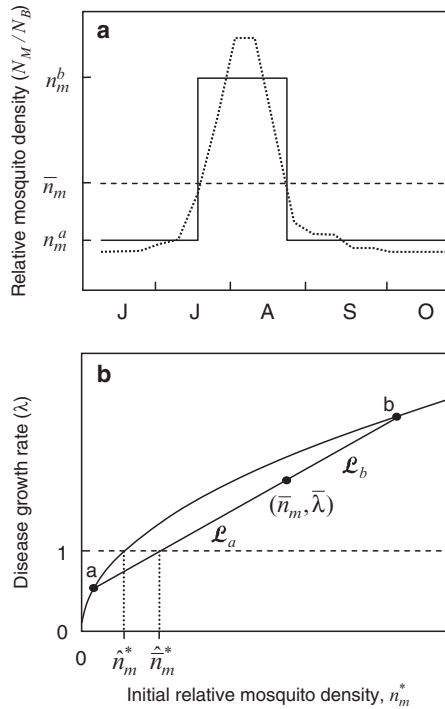 a
Relative mosquito density (N_M / N_B)
n_m^b
n̅_m
n_m^a
J J A S O
b
Disease growth rate (λ)
b
ℒ_b
(n̅_m, λ̅)
ℒ_a
1
a
0
0 n̂_m^* n̅̂_m^*
Initial relative mosquito density, n_m^*